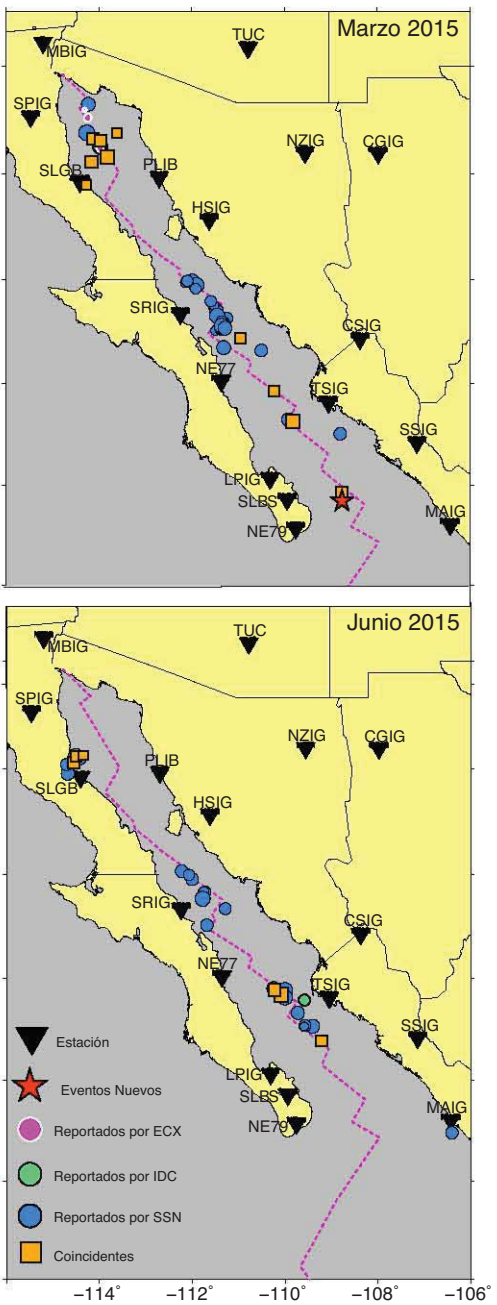 Marzo 2015
TUC
MBIG
SPIG
NZIG
CGIG
SLGB
PLIB
HSIG
SRIG
CSIG
NE77
TSIG
SSIG
LPIG
SLBS
MAIG
NE79
Junio 2015
TUC
MBIG
SPIG
NZIG
CGIG
SLGB
PLIB
HSIG
SRIG
CSIG
NE77
TSIG
SSIG
Estación
LPIG
Eventos Nuevos
SLBS
MAIG
NE79
Reportados por ECX
Reportados por IDC
Reportados por SSN
Coincidentes
−114° −112° −110° −108° −106°